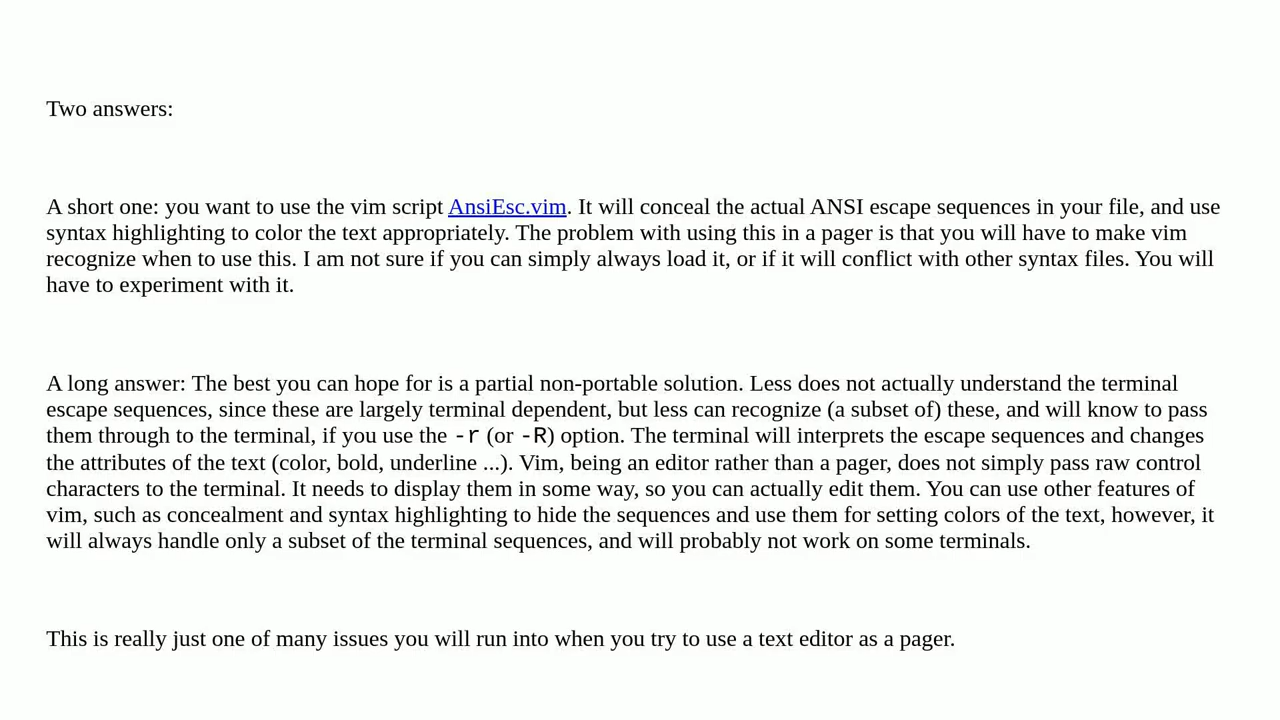 Two answers:
A short one: you want to use the vim script AnsiEsc.vim. It will conceal the actual ANSI escape sequences in your file, and use
syntax highlighting to color the text appropriately. The problem with using this in a pager is that you will have to make vim
recognize when to use this. I am not sure if you can simply always load it, or if it will conflict with other syntax files. You will
have to experiment with it.
A long answer: The best you can hope for is a partial non-portable solution. Less does not actually understand the terminal
escape sequences, since these are largely terminal dependent, but less can recognize (a subset of) these, and will know to pass
them through to the terminal, if you use the -r (or -R) option. The terminal will interprets the escape sequences and changes
the attributes of the text (color, bold, underline ...). Vim, being an editor rather than a pager, does not simply pass raw control
characters to the terminal. It needs to display them in some way, so you can actually edit them. You can use other features of
vim, such as concealment and syntax highlighting to hide the sequences and use them for setting colors of the text, however, it
will always handle only a subset of the terminal sequences, and will probably not work on some terminals.
This is really just one of many issues you will run into when you try to use a text editor as a pager.